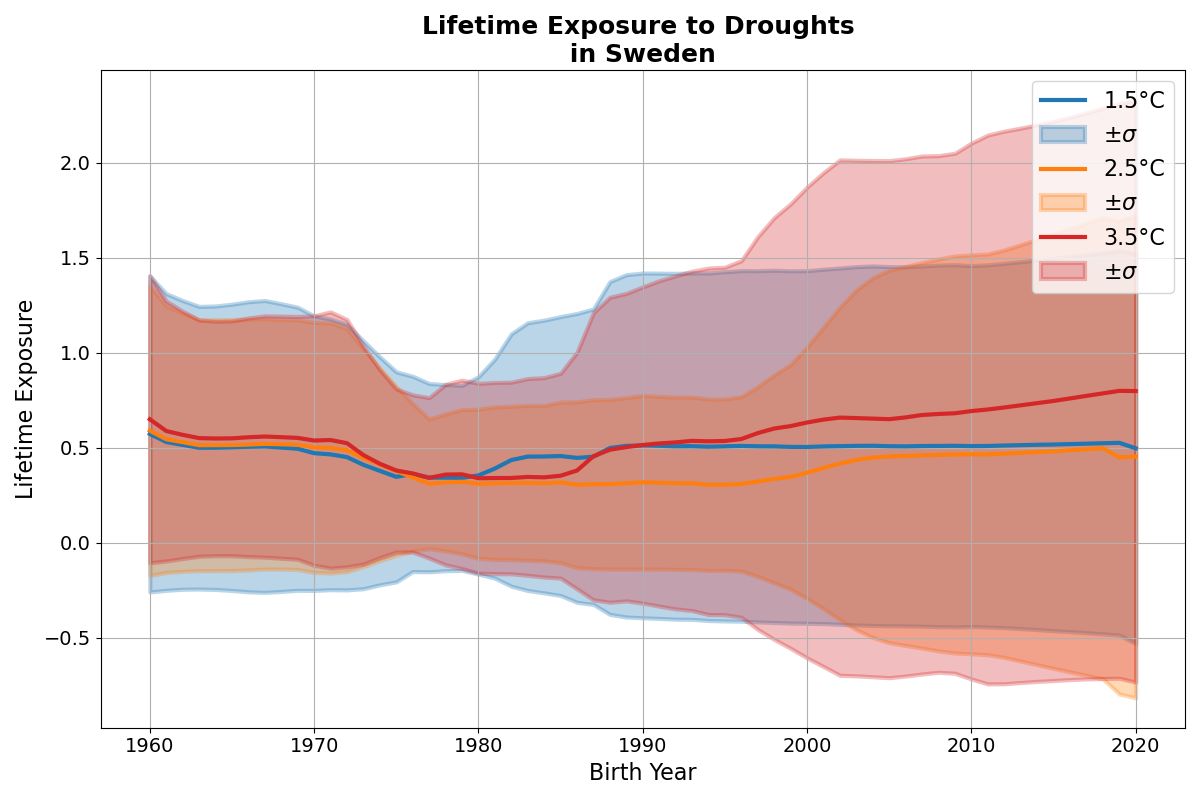 Lifetime Exposure to Droughts
in Sweden
1.5°C
±σ
2.5°C
±σ
3.5°C
±σ
Lifetime Exposure
2.0
1.5
1.0
0.5
0.0
−0.5
1960 1970 1980 1990 2000 2010 2020
Birth Year